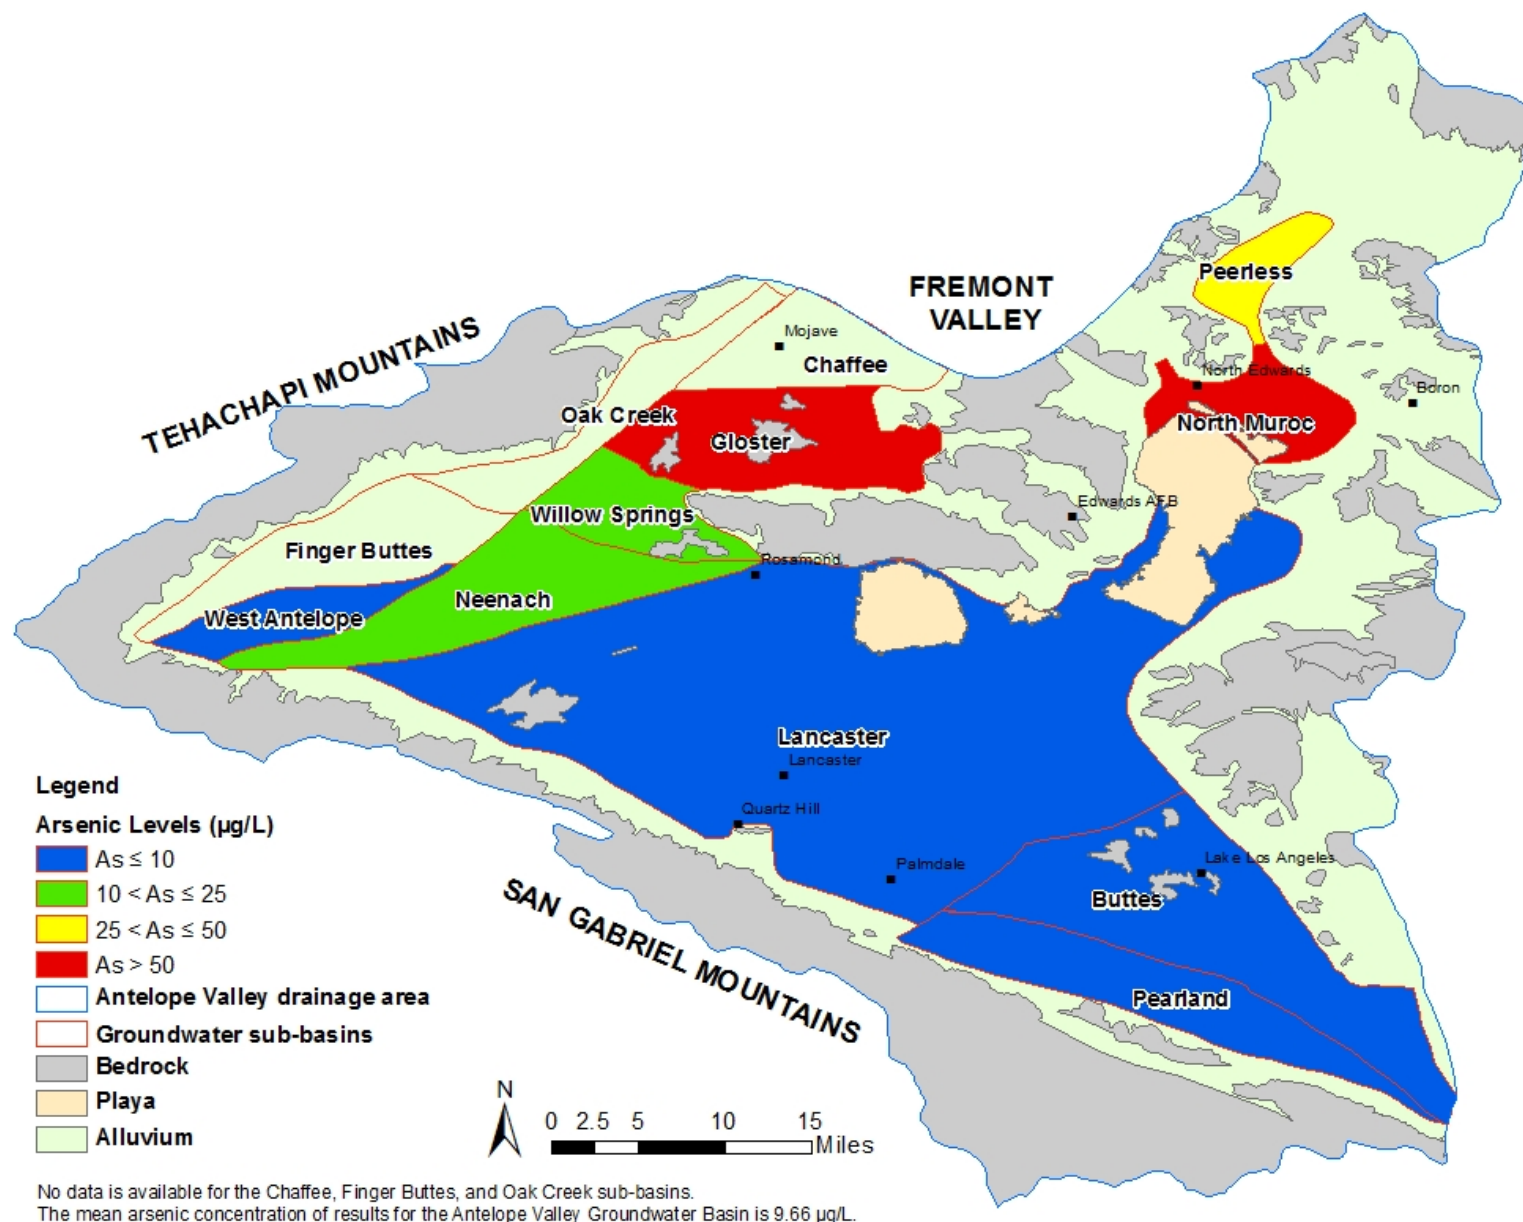 FREMONT
VALLEY
Peerless
TEHACHAPI MOUNTAINS
Mojave
Chaffee
North Edwards
Boron
Oak Creek
Gloster
North Muroc
Willow Springs
Edwards AFB
Finger Buttes
Rosamond
Neenach
West Antelope
Lancaster
Lancaster
Quartz Hill
Palmdale
Lake Los Angeles
Buttes
SAN GABRIEL MOUNTAINS
Pearland
Legend
Arsenic Levels (µg/L)
As ≤ 10
10 < As ≤ 25
25 < As ≤ 50
As > 50
Antelope Valley drainage area
Groundwater sub-basins
Bedrock
Playa
Alluvium
N
0 2.5 5 10 15
Miles
No data is available for the Chaffee, Finger Buttes, and Oak Creek sub-basins.
The mean arsenic concentration of results for the Antelope Valley Groundwater Basin is 9.66 µg/L.